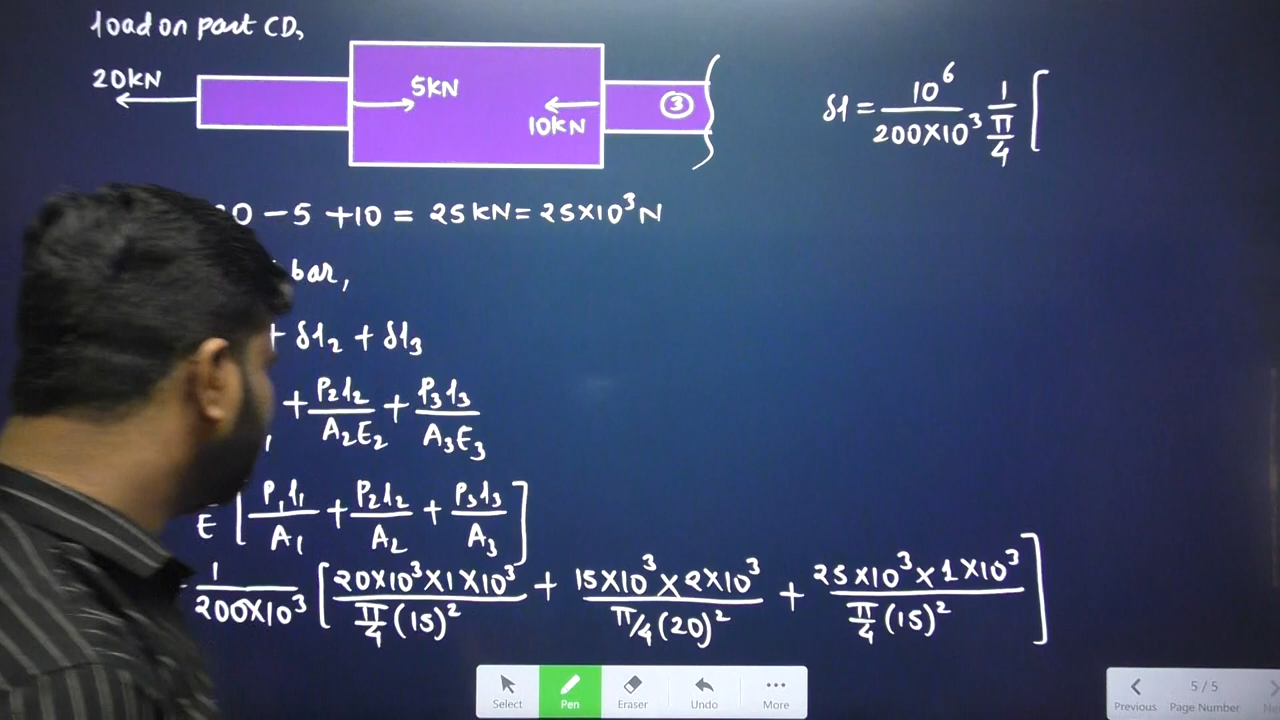 load on part CD,
20KN
5KN
10KN
3
δl = 10^6 / 200×10^3 1 / π/4 [
0 - 5 + 10 = 25 KN = 25×10^3 N
bar,
+ δl2 + δl3
+ P2l2 / A2E2 + P3l3 / A3E3
E [ P1l1 / A1 + P2l2 / A2 + P3l3 / A3 ]
1 / 200×10^3 [ 20×10^3×1×10^3 / π/4 (15)^2 + 15×10^3×2×10^3 / π/4 (20)^2 + 25×10^3×1×10^3 / π/4 (15)^2 ]
Select Pen Eraser Undo More
Previous 5 / 5 Page Number